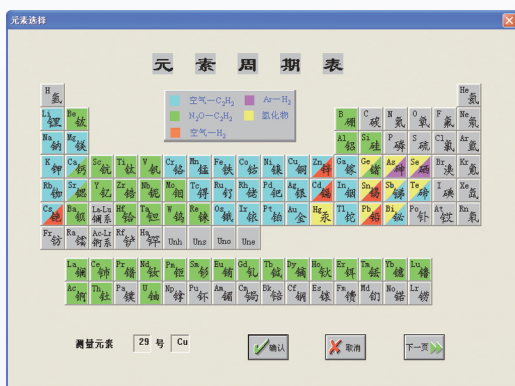 元素选择
元 素 周 期 表
空气—C₂H₂ Ar—H₂
N₂O—C₂H₂ 氢化物
空气—H₂
H 氢 He 氦
Li 锂 Be 铍 B 硼 C 碳 N 氮 O 氧 F 氟 Ne 氖
Na 钠 Mg 镁 Al 铝 Si 硅 P 磷 S 硫 Cl 氯 Ar 氩
K 钾 Ca 钙 Sc 钪 Ti 钛 V 钒 Cr 铬 Mn 锰 Fe 铁 Co 钴 Ni 镍 Cu 铜 Zn 锌 Ga 镓 Ge 锗 As 砷 Se 硒 Br 溴 Kr 氪
Rb 铷 Sr 锶 Y 钇 Zr 锆 Nb 铌 Mo 钼 Tc 锝 Ru 钌 Rh 铑 Pd 钯 Ag 银 Cd 镉 In 铟 Sn 锡 Sb 锑 Te 碲 I 碘 Xe 氙
Cs 铯 Ba 钡 La-Lu 镧系 Hf 铪 Ta 钽 W 钨 Re 铼 Os 锇 Ir 铱 Pt 铂 Au 金 Hg 汞 Tl 铊 Pb 铅 Bi 铋 Po 钋 At 砹 Rn 氡
Fr 钫 Ra 镭 Ac-Lr 锕系 Rf Ha Unh Uns Uno Une
La 镧 Ce 铈 Pr 镨 Nd 钕 Pm 钷 Sm 钐 Eu 铕 Gd 钆 Tb 铽 Dy 镝 Ho 钬 Er 铒 Tm 铥 Yb 镱 Lu 镥
Ac 锕 Th 钍 Pa 镤 U 铀 Np 镎 Pu 钚 Am 镅 Cm 锔 Bk 锫 Cf 锎 Es 锿 Fm 镄 Md 钔 No 锘 Lr 铹
测量元素 29 号 Cu 确认 取消 下一页